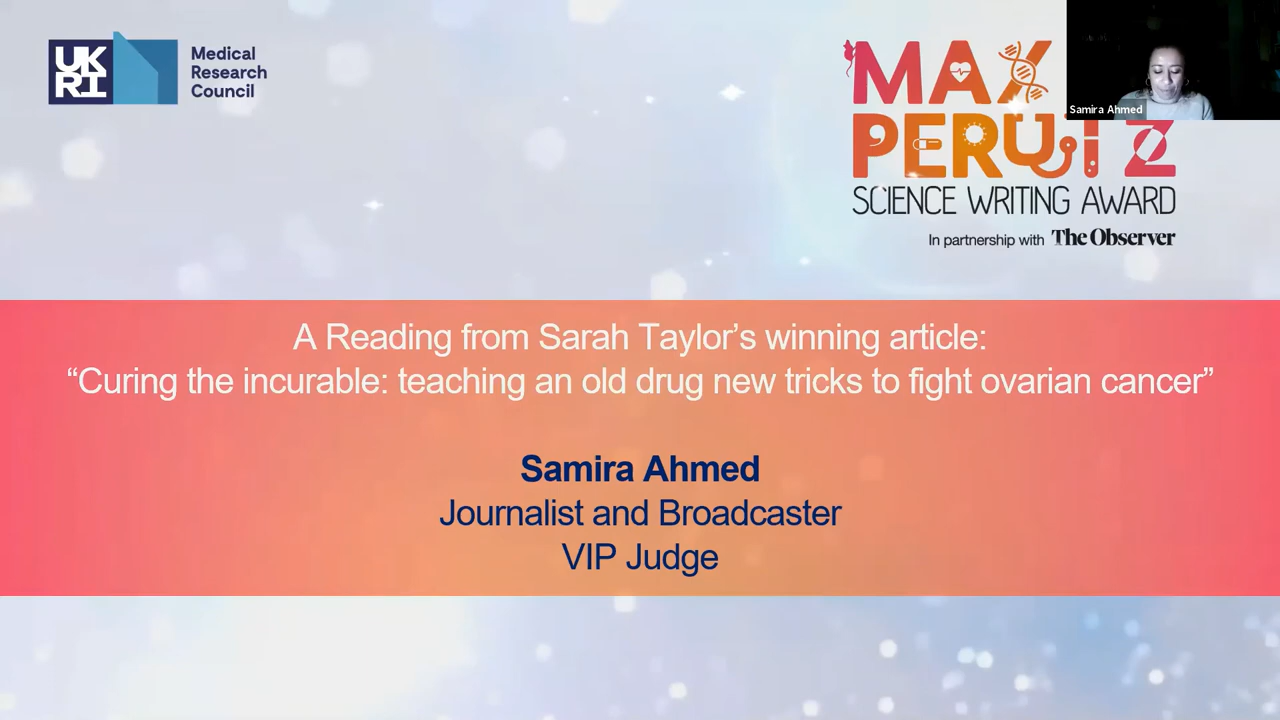 UK
RI
Medical
Research
Council
MAX
PERUTZ
SCIENCE WRITING AWARD
In partnership with The Observer
Samira Ahmed
A Reading from Sarah Taylor’s winning article:
“Curing the incurable: teaching an old drug new tricks to fight ovarian cancer”
Samira Ahmed
Journalist and Broadcaster
VIP Judge